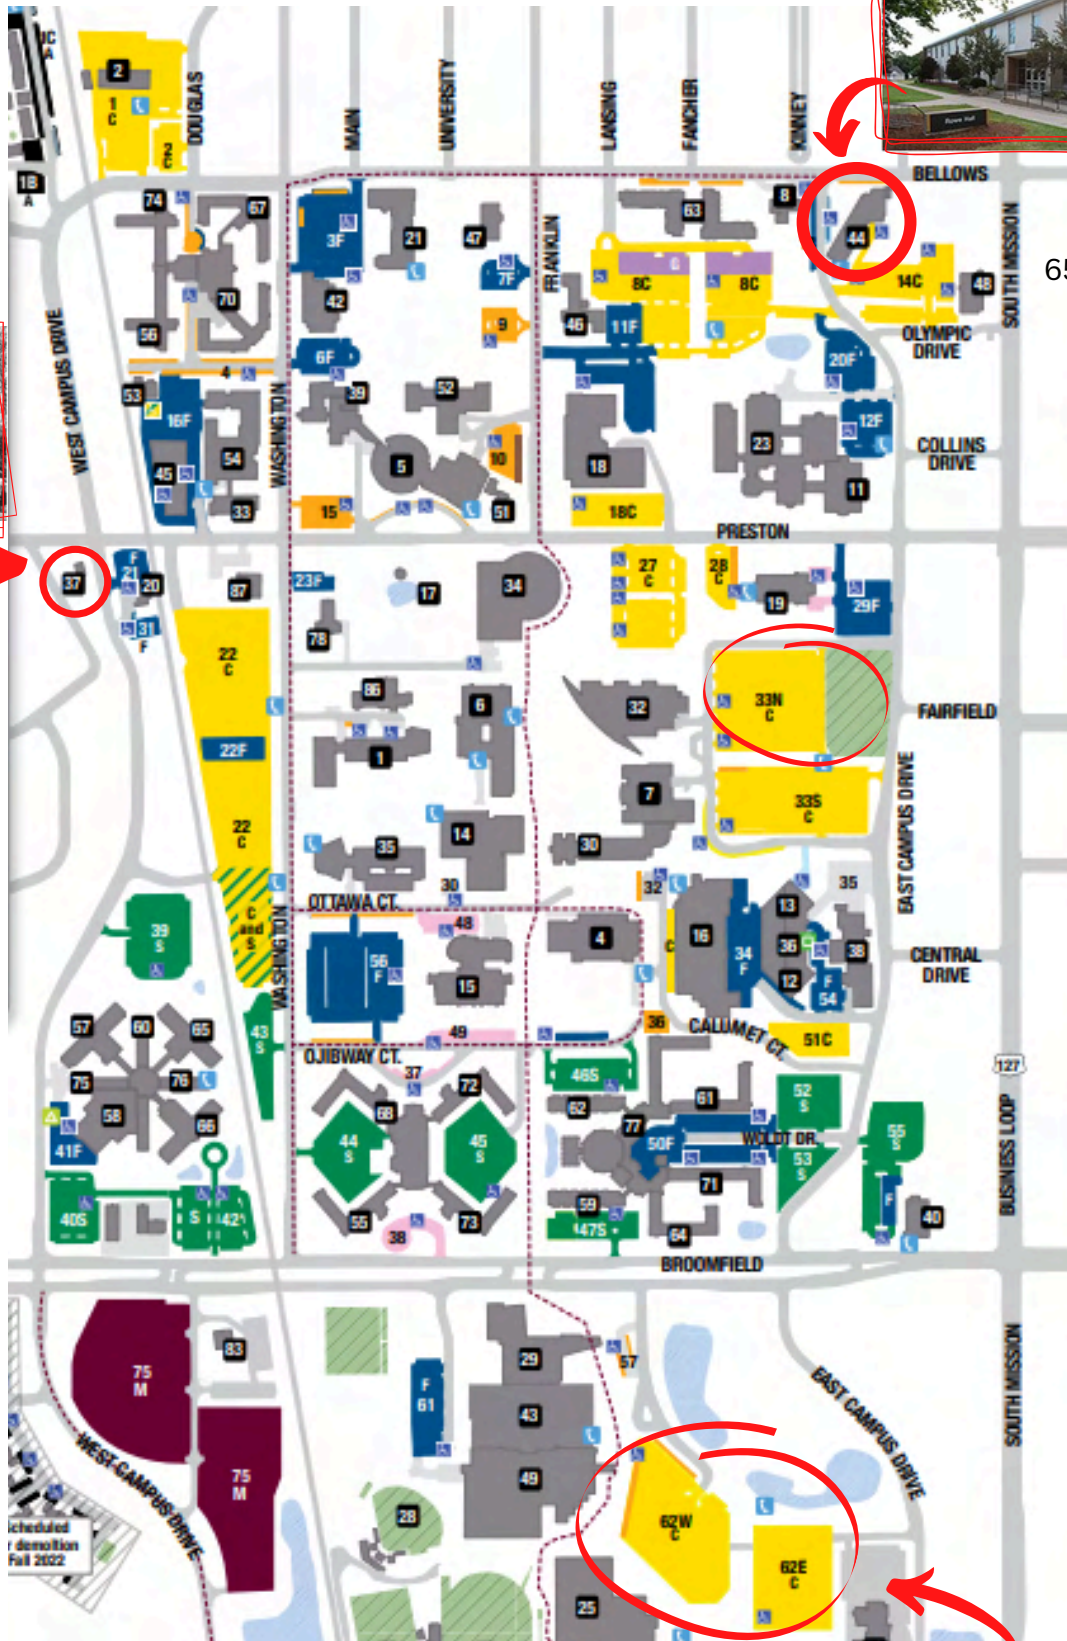 IC
A
2
1
C
DOUGLAS
MAIN
UNIVERSITY
LANSING
FANCHER
KINNEY
Rowe Hall
BELLOWS
1B
A
74
67
3F
21
47
7F
FRANKLIN
63
8
44
SOUTH MISSION
65
8C
8C
14C
48
70
42
9
46
11F
OLYMPIC
DRIVE
56
6F
20F
WEST CAMPUS DRIVE
4
53
16F
WASHINGTON
39
52
12F
23
COLLINS
DRIVE
54
5
10
18
45
11
33
15
51
18C
PRESTON
37
F
21
20
87
23F
17
34
27
C
28
C
19
29F
31
F
78
22
C
86
6
32
33N
C
FAIRFIELD
22F
1
7
33S
C
EAST CAMPUS DRIVE
22
C
35
14
30
30
OTTAWA CT.
32
35
C
and
S
WASHINGTON
39
S
48
56
F
15
4
C
16
34
F
13
36
12
38
F
54
CENTRAL
DRIVE
43
S
49
36
CALUMET CT.
51C
57
60
65
OJIBWAY CT.
75
76
58
66
37
68
72
46S
62
61
52
S
127
41F
44
S
45
S
77
50F
WOLDT DR.
53
S
55
S
BUSINESS LOOP
40S
S
42
55
73
38
59
71
47S
64
F
40
BROOMFIELD
83
75
M
29
57
F
61
43
EAST CAMPUS DRIVE
SOUTH MISSION
75
M
WEST CAMPUS DRIVE
49
28
62W
C
62E
C
25
scheduled
r demolition
Fall 2022